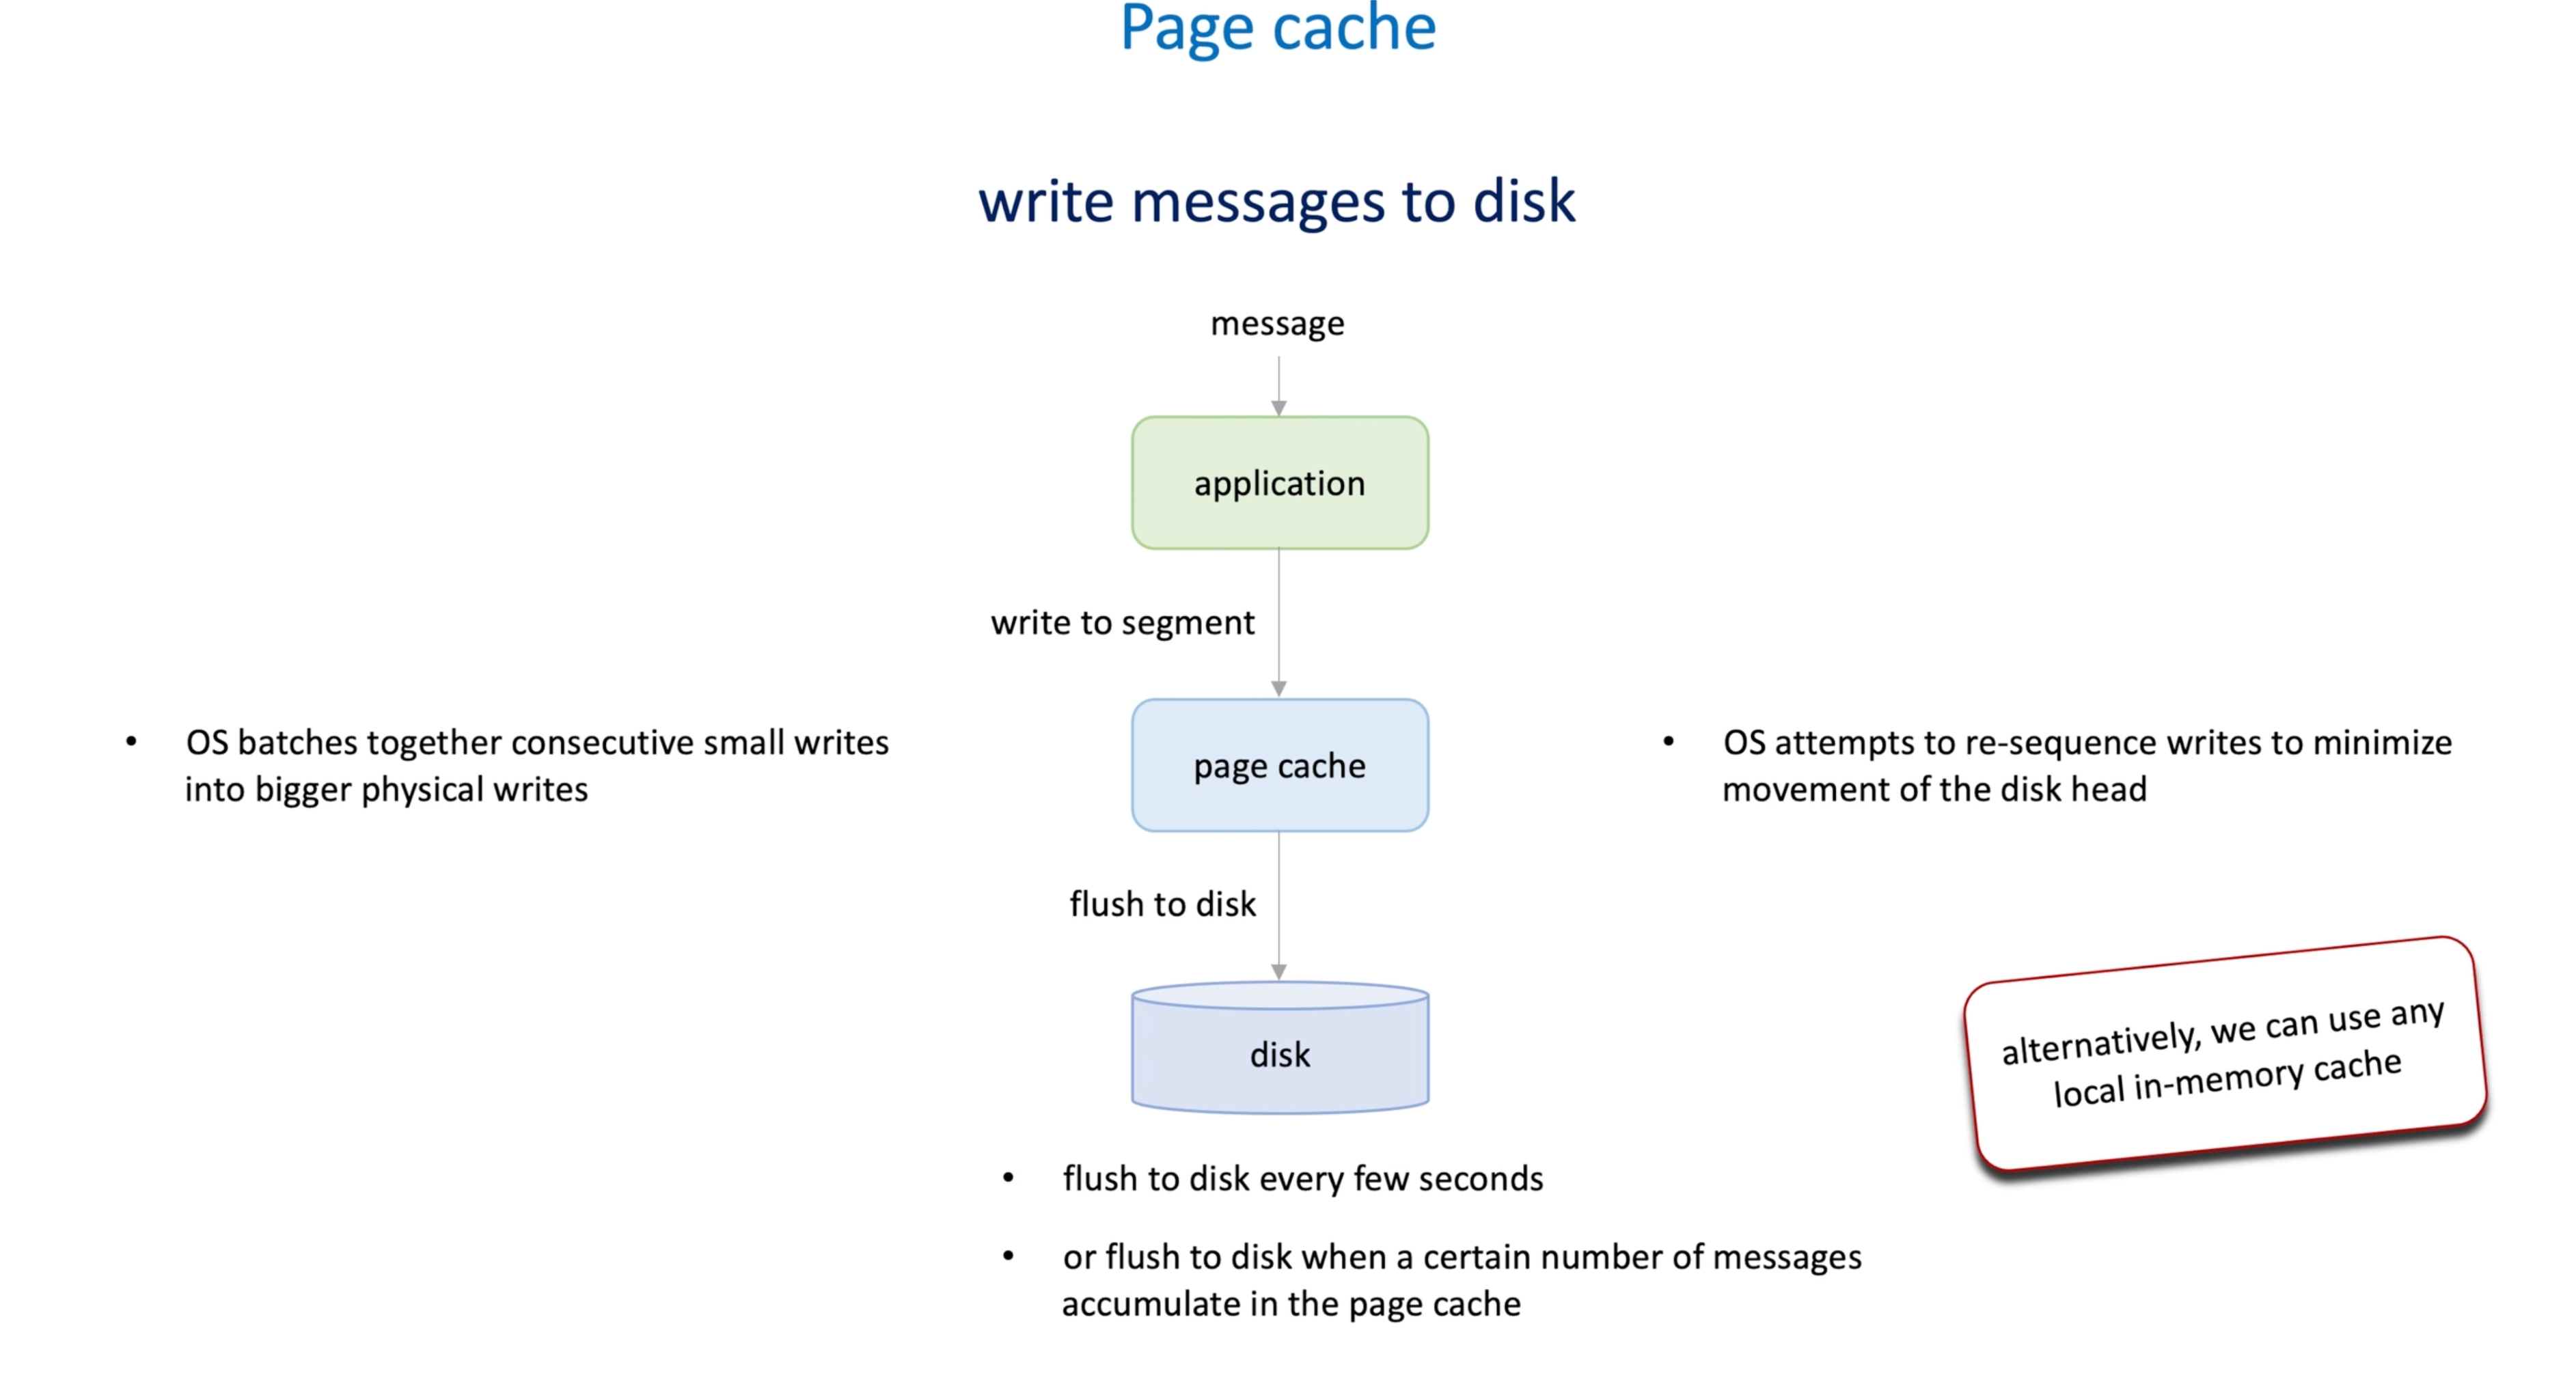 Page cache
write messages to disk
message
application
write to segment
• OS batches together consecutive small writes
into bigger physical writes
page cache
• OS attempts to re-sequence writes to minimize
movement of the disk head
flush to disk
disk
alternatively, we can use any
local in-memory cache
• flush to disk every few seconds
• or flush to disk when a certain number of messages
accumulate in the page cache